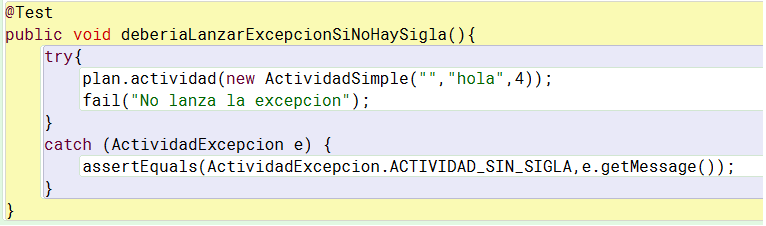 @Test
public void deberiaLanzarExcepcionSiNoHaySigla(){
try{
plan.actividad(new ActividadSimple("","hola",4));
fail("No lanza la excepcion");
}
catch (ActividadExcepcion e) {
assertEquals(ActividadExcepcion.ACTIVIDAD_SIN_SIGLA,e.getMessage());
}
}